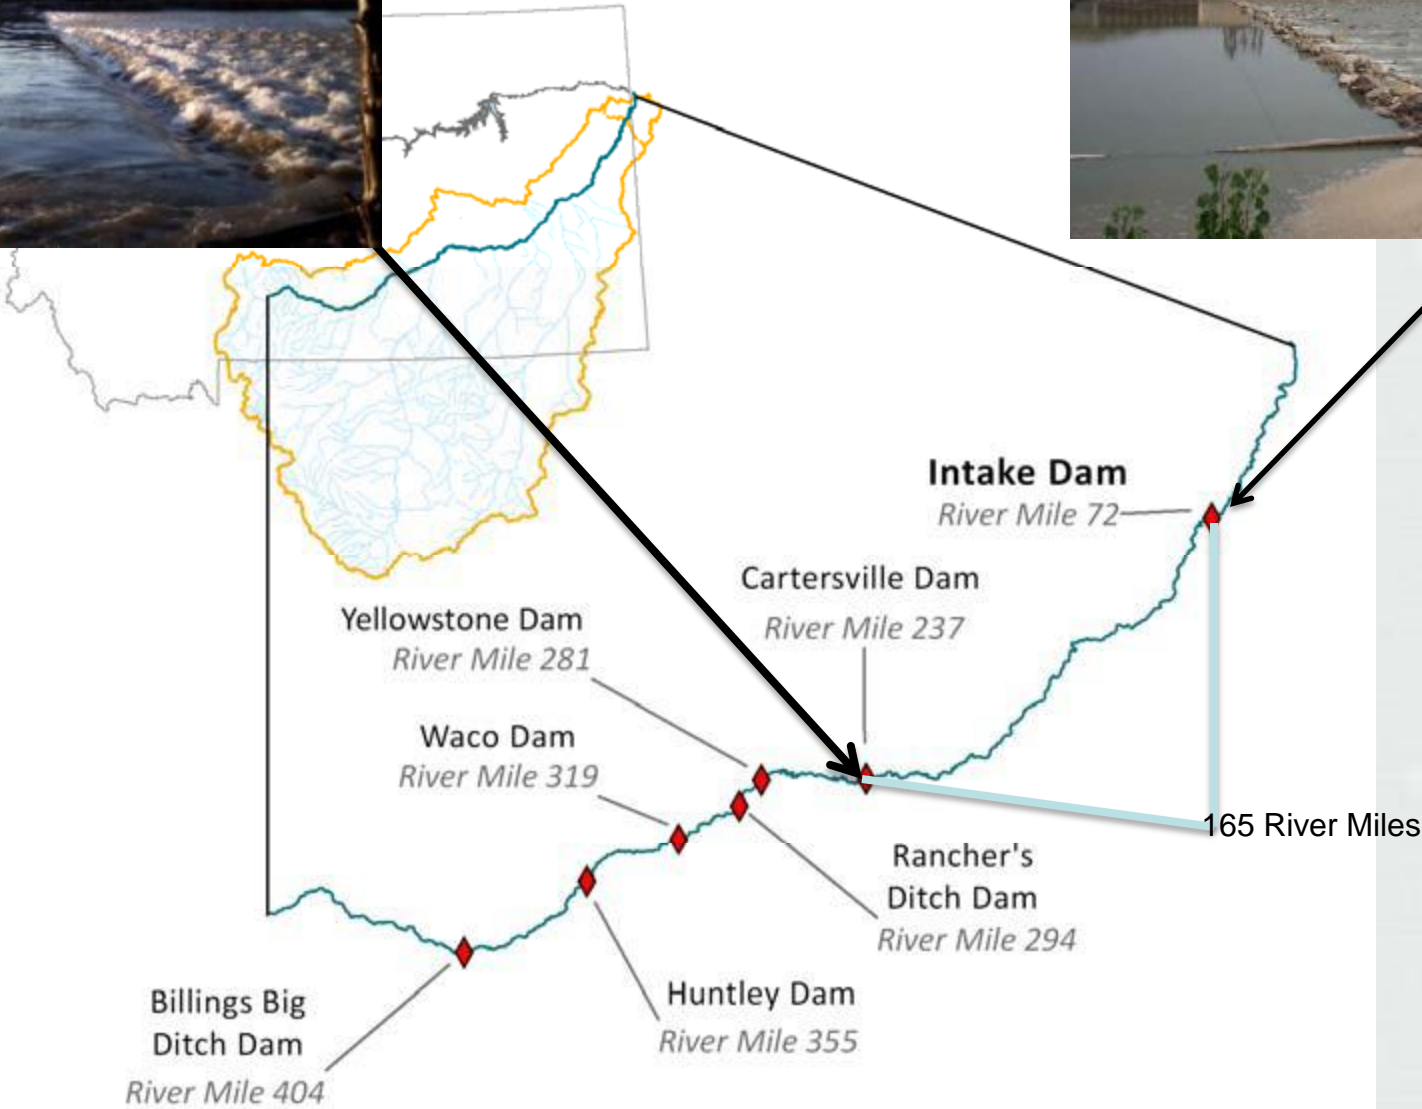 Intake Dam
River Mile 72
Cartersville Dam
River Mile 237
Yellowstone Dam
River Mile 281
Waco Dam
River Mile 319
165 River Miles
Rancher's
Ditch Dam
River Mile 294
Huntley Dam
River Mile 355
Billings Big
Ditch Dam
River Mile 404